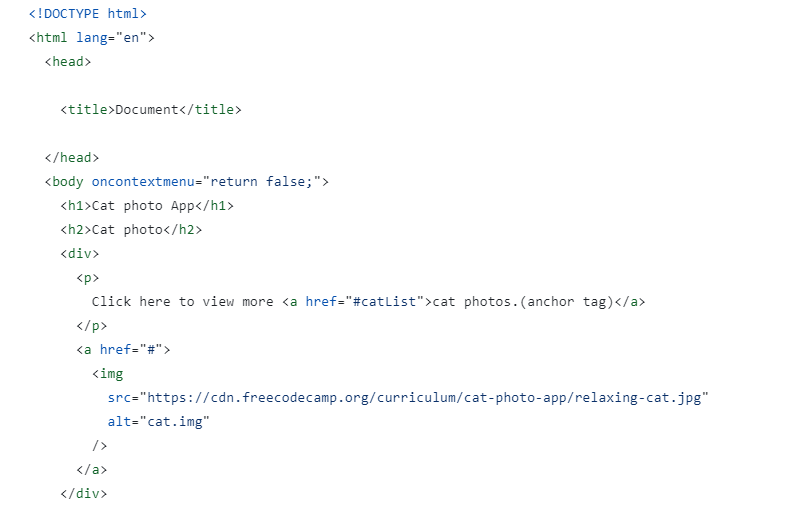 <!DOCTYPE html>
<html lang="en">
<head>
<title>Document</title>
</head>
<body oncontextmenu="return false;">
<h1>Cat photo App</h1>
<h2>Cat photo</h2>
<div>
<p>
Click here to view more <a href="#catList">cat photos.(anchor tag)</a>
</p>
<a href="#">
<img
src="https://cdn.freecodecamp.org/curriculum/cat-photo-app/relaxing-cat.jpg"
alt="cat.img"
/>
</a>
</div>